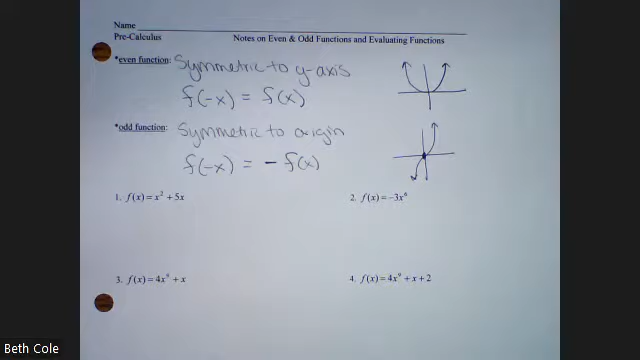 Name
Pre-Calculus Notes on Even & Odd Functions and Evaluating Functions
*even function: Symmetric to y-axis
f(-x) = f(x)
*odd function: Symmetric to origin
f(-x) = - f(x)
1. f(x) = x² + 5x 2. f(x) = -3x⁶
3. f(x) = 4x⁹ + x 4. f(x) = 4x⁹ + x + 2
Beth Cole